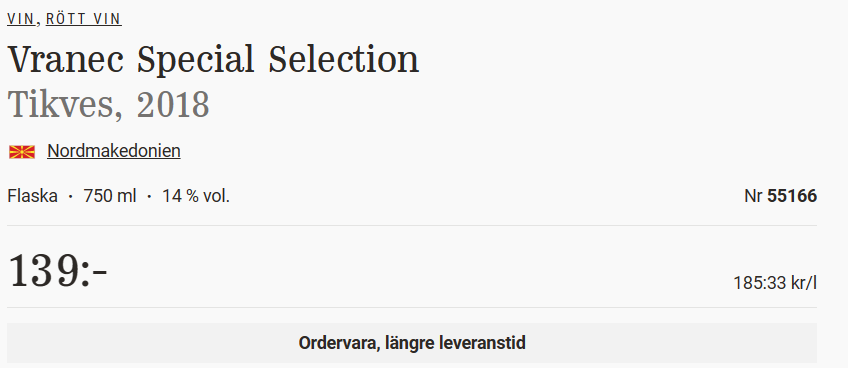 VIN, RÖTT VIN
Vranec Special Selection
Tikves, 2018
Nordmakedonien
Flaska · 750 ml · 14 % vol. Nr 55166
139:- 185:33 kr/l
Ordervara, längre leveranstid